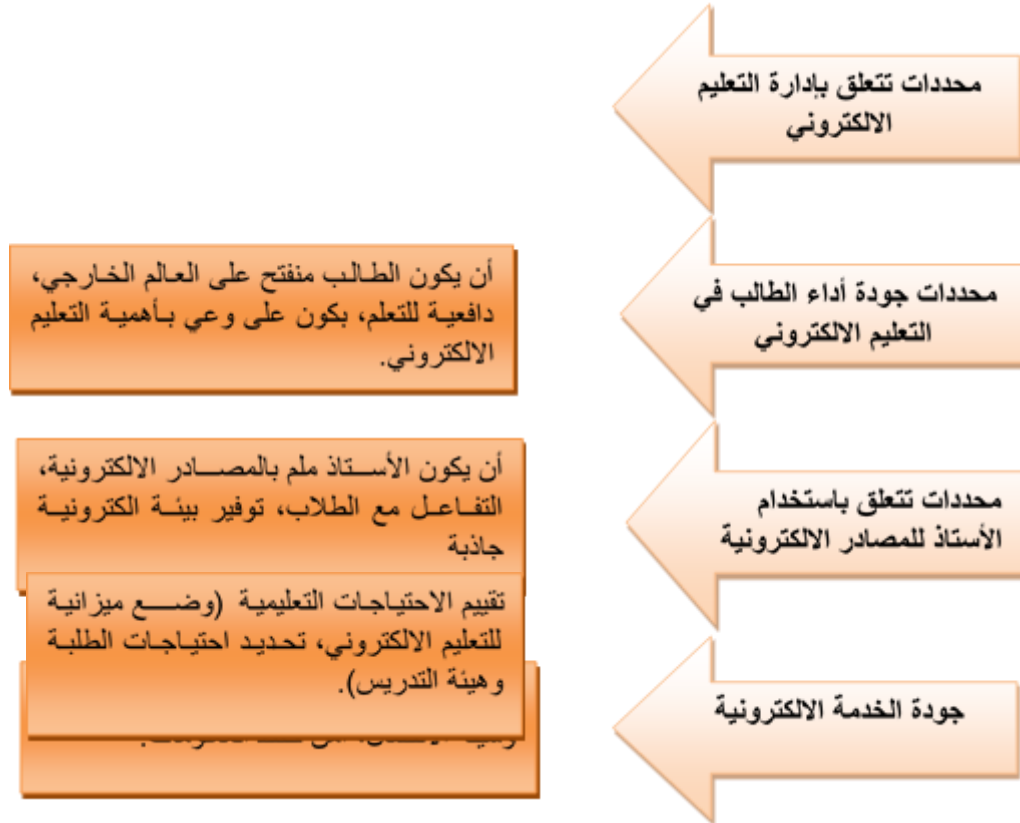 محددات تتعلق بإدارة التعليم
الالكتروني
محددات جودة أداء الطالب في
التعليم الالكتروني
أن يكون الطالب منفتح على العالم الخارجي،
دافعية للتعلم، بكون على وعي بأهمية التعليم
الالكتروني.
محددات تتعلق باستخدام
الأستاذ للمصادر الالكترونية
أن يكون الأستاذ ملم بالمصادر الالكترونية،
التفاعل مع الطلاب، توفير بيئة الكترونية
جاذبة
جودة الخدمة الالكترونية
تقييم الاحتياجات التعليمية (وضع ميزانية
للتعليم الالكتروني، تحديد احتياجات الطلبة
وهيئة التدريس).